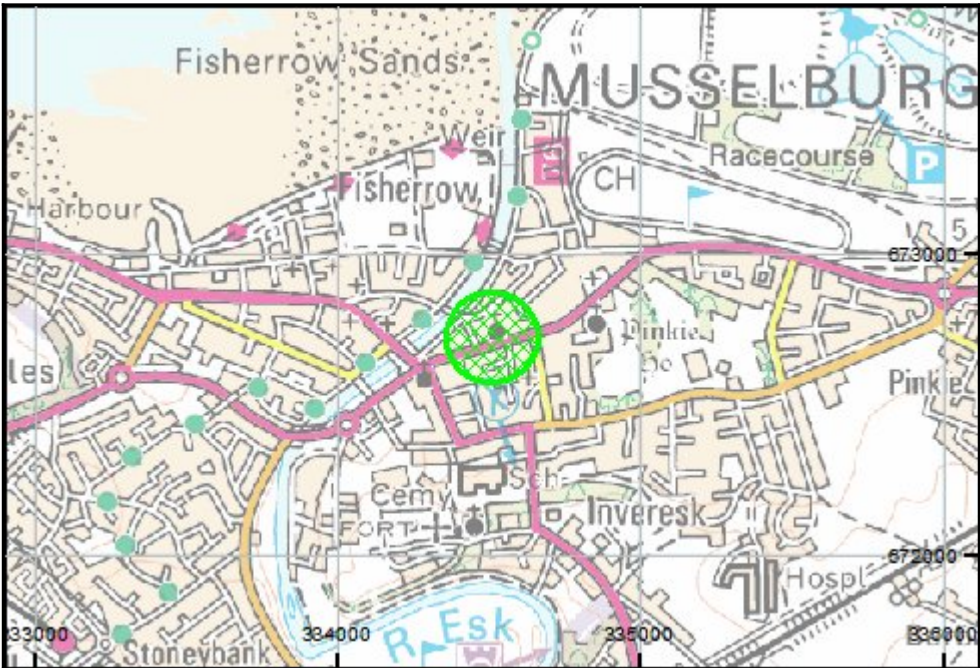 Fisherrow Sands
MUSSELBURG
Weir
Fisherrow
CH
Racecourse
P
Harbour
5
673000
Pinkie
Ho
les
Pinkie
Sch
Cemy
FORT
Inveresk
672000
Hospl
333000
334000
335000
336000
R Esk
Stoneybank